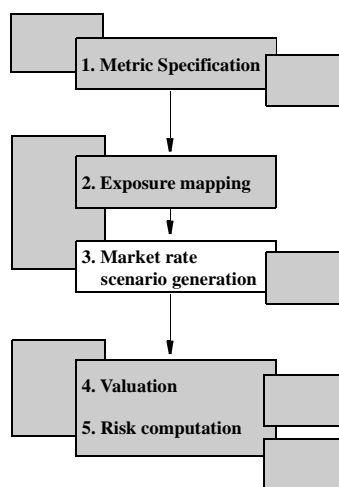 1. Metric Specification
2. Exposure mapping
3. Market rate
scenario generation
4. Valuation
5. Risk computation